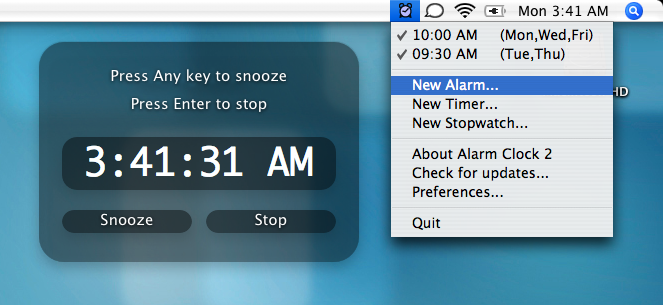 Mon 3:41 AM
Press Any key to snooze
Press Enter to stop
3:41:31 AM
Snooze Stop
10:00 AM (Mon,Wed,Fri)
09:30 AM (Tue,Thu)
New Alarm...
New Timer...
New Stopwatch...
About Alarm Clock 2
Check for updates...
Preferences...
Quit
HD